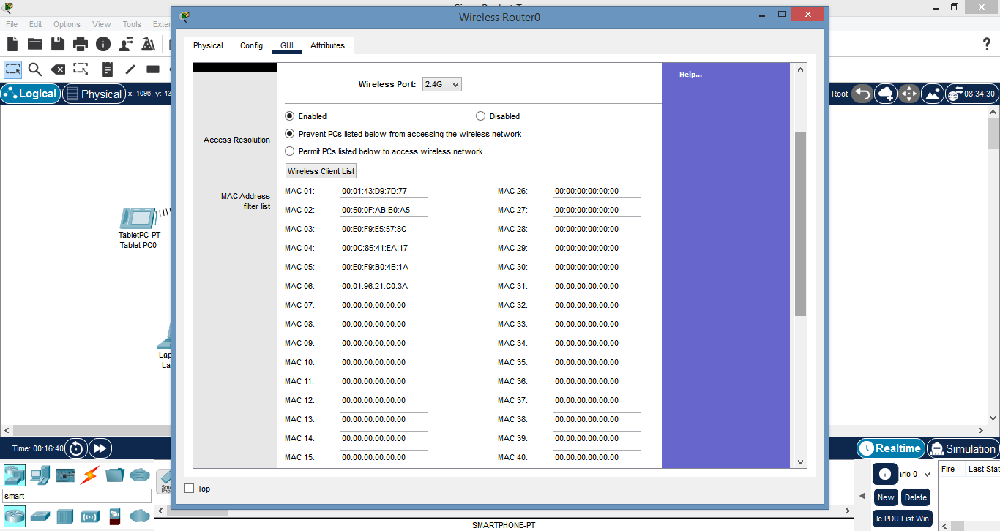 Wireless Router0
File Edit Options View Tools Exter
Physical Config GUI Attributes
Logical
Physical
x: 1096, y: 43
Root
08:34:30
Help...
Wireless Port: 2.4G
Enabled Disabled
Access Resolution
Prevent PCs listed below from accessing the wireless network
Permit PCs listed below to access wireless network
Wireless Client List
MAC Address
filter list
MAC 01: 00:01:43:D9:7D:77 MAC 26: 00:00:00:00:00:00
MAC 02: 00:50:0F:AB:B0:A5 MAC 27: 00:00:00:00:00:00
MAC 03: 00:E0:F9:E5:57:8C MAC 28: 00:00:00:00:00:00
MAC 04: 00:0C:85:41:EA:17 MAC 29: 00:00:00:00:00:00
MAC 05: 00:E0:F9:B0:4B:1A MAC 30: 00:00:00:00:00:00
MAC 06: 00:01:96:21:C0:3A MAC 31: 00:00:00:00:00:00
MAC 07: 00:00:00:00:00:00 MAC 32: 00:00:00:00:00:00
MAC 08: 00:00:00:00:00:00 MAC 33: 00:00:00:00:00:00
MAC 09: 00:00:00:00:00:00 MAC 34: 00:00:00:00:00:00
MAC 10: 00:00:00:00:00:00 MAC 35: 00:00:00:00:00:00
MAC 11: 00:00:00:00:00:00 MAC 36: 00:00:00:00:00:00
MAC 12: 00:00:00:00:00:00 MAC 37: 00:00:00:00:00:00
MAC 13: 00:00:00:00:00:00 MAC 38: 00:00:00:00:00:00
MAC 14: 00:00:00:00:00:00 MAC 39: 00:00:00:00:00:00
MAC 15: 00:00:00:00:00:00 MAC 40: 00:00:00:00:00:00
TabletPC-PT
Tablet PC0
Lap
La
Top
Time: 00:16:40
Realtime
Simulation
smart
Smar
Phon
SMARTPHONE-PT
rio 0
New Delete
le PDU List Win
Fire Last Stat